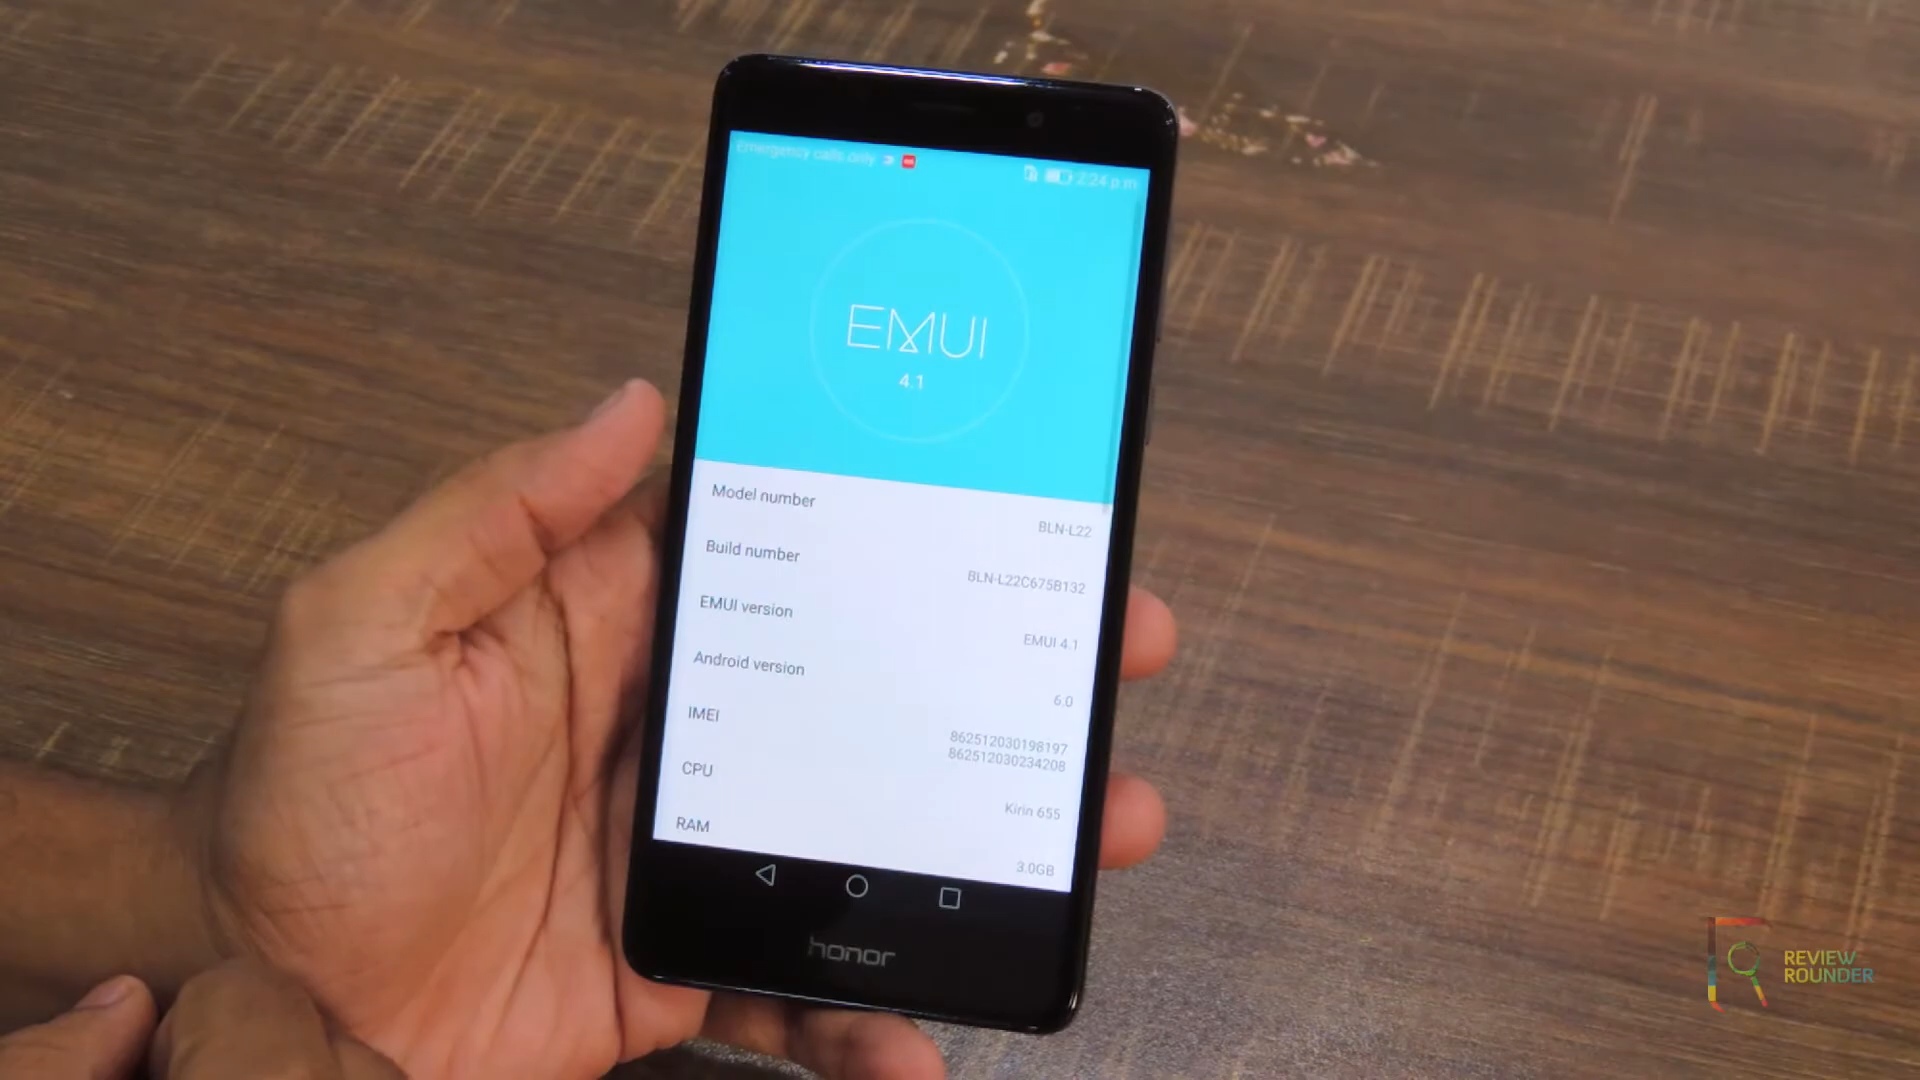 Emergency calls only
2:24 p.m.
EMUI
4.1
Model number
BLN-L22
Build number
BLN-L22C675B132
EMUI version
EMUI 4.1
Android version
6.0
IMEI
862512030198197
862512030234208
CPU
Kirin 655
RAM
3.0GB
honor
REVIEW
ROUNDER